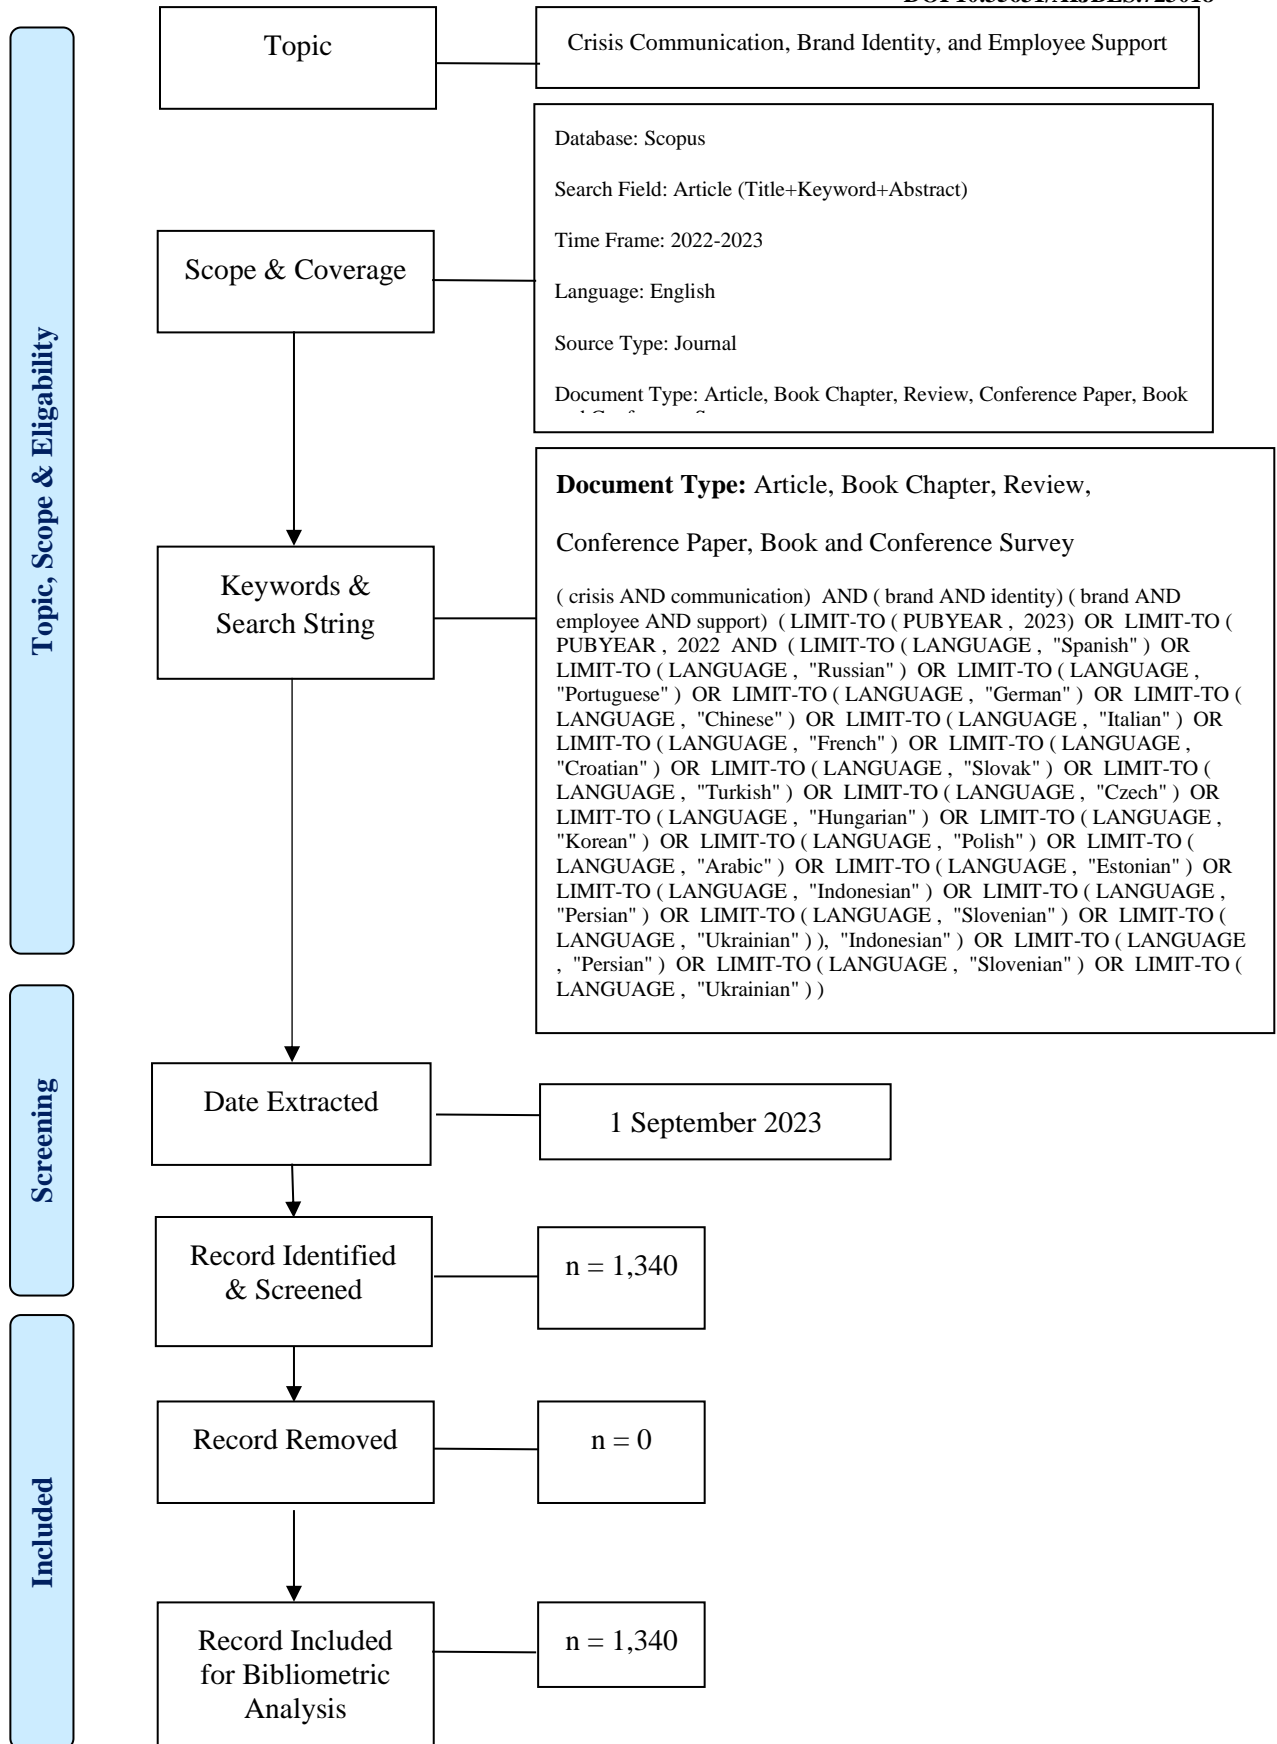 Topic
Crisis Communication, Brand Identity, and Employee Support
Topic, Scope & Eligability
Scope & Coverage
Database: Scopus
Search Field: Article (Title+Keyword+Abstract)
Time Frame: 2022-2023
Language: English
Source Type: Journal
Document Type: Article, Book Chapter, Review, Conference Paper, Book
Keywords &
Search String
Document Type: Article, Book Chapter, Review,
Conference Paper, Book and Conference Survey
( crisis AND communication) AND ( brand AND identity) ( brand AND
employee AND support) ( LIMIT-TO ( PUBYEAR , 2023) OR LIMIT-TO (
PUBYEAR , 2022 AND ( LIMIT-TO ( LANGUAGE , "Spanish" ) OR
LIMIT-TO ( LANGUAGE , "Russian" ) OR LIMIT-TO ( LANGUAGE ,
"Portuguese" ) OR LIMIT-TO ( LANGUAGE , "German" ) OR LIMIT-TO (
LANGUAGE , "Chinese" ) OR LIMIT-TO ( LANGUAGE , "Italian" ) OR
LIMIT-TO ( LANGUAGE , "French" ) OR LIMIT-TO ( LANGUAGE ,
"Croatian" ) OR LIMIT-TO ( LANGUAGE , "Slovak" ) OR LIMIT-TO (
LANGUAGE , "Turkish" ) OR LIMIT-TO ( LANGUAGE , "Czech" ) OR
LIMIT-TO ( LANGUAGE , "Hungarian" ) OR LIMIT-TO ( LANGUAGE ,
"Korean" ) OR LIMIT-TO ( LANGUAGE , "Polish" ) OR LIMIT-TO (
LANGUAGE , "Arabic" ) OR LIMIT-TO ( LANGUAGE , "Estonian" ) OR
LIMIT-TO ( LANGUAGE , "Indonesian" ) OR LIMIT-TO ( LANGUAGE ,
"Persian" ) OR LIMIT-TO ( LANGUAGE , "Slovenian" ) OR LIMIT-TO (
LANGUAGE , "Ukrainian" ) ), "Indonesian" ) OR LIMIT-TO ( LANGUAGE
, "Persian" ) OR LIMIT-TO ( LANGUAGE , "Slovenian" ) OR LIMIT-TO (
LANGUAGE , "Ukrainian" ) )
Screening
Date Extracted
1 September 2023
Record Identified
& Screened
n = 1,340
Included
Record Removed
n = 0
Record Included
for Bibliometric
Analysis
n = 1,340